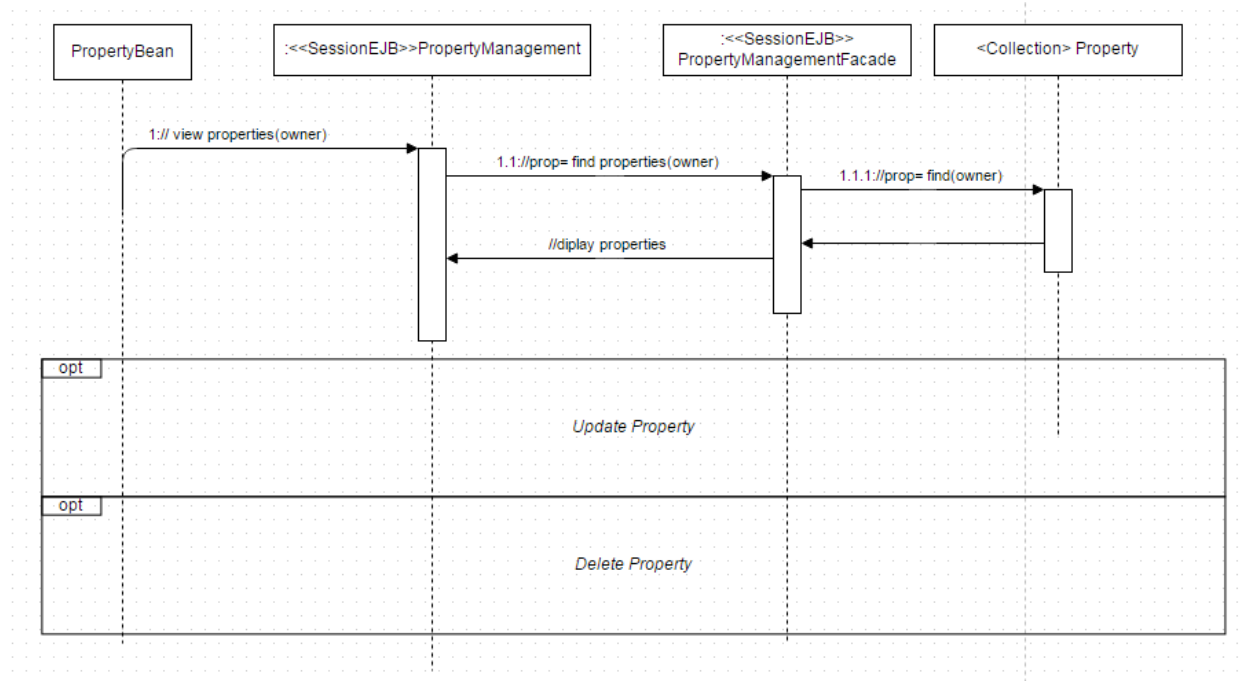 PropertyBean
:<<SessionEJB>>PropertyManagement
:<<SessionEJB>>
PropertyManagementFacade
<Collection> Property
1:// view properties(owner)
1.1://prop= find properties(owner)
1.1.1://prop= find(owner)
//diplay properties
opt
Update Property
opt
Delete Property